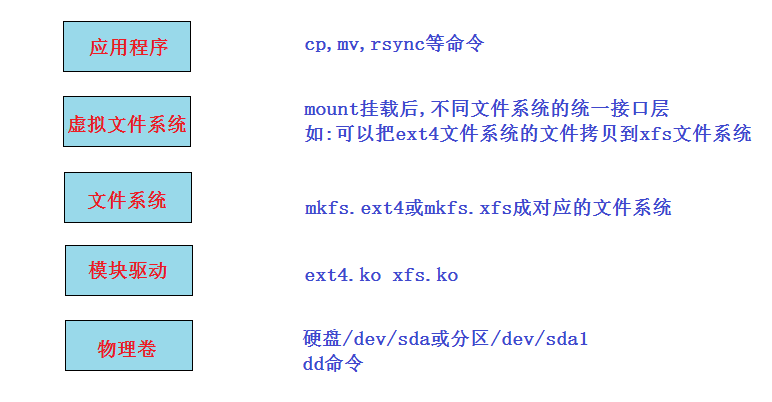 应用程序 cp,mv,rsync等命令
虚拟文件系统 mount挂载后,不同文件系统的统一接口层
如:可以把ext4文件系统的文件拷贝到xfs文件系统
文件系统 mkfs.ext4或mkfs.xfs成对应的文件系统
模块驱动 ext4.ko xfs.ko
物理卷 硬盘/dev/sda或分区/dev/sda1
dd命令